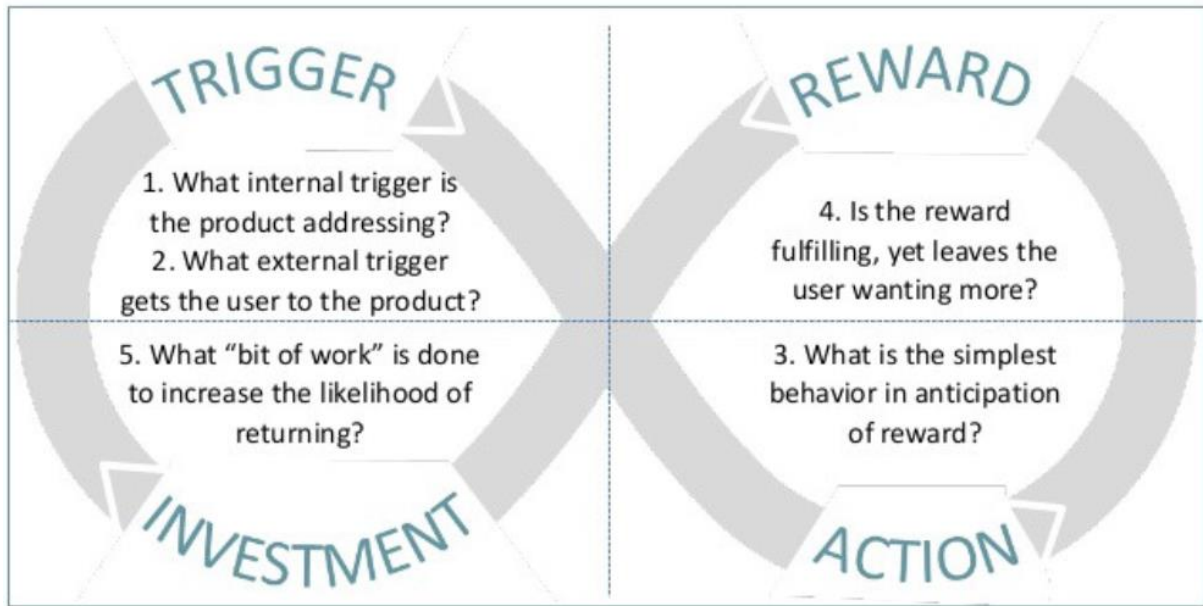 TRIGGER
1. What internal trigger is
the product addressing?
2. What external trigger
gets the user to the product?
REWARD
4. Is the reward
fulfilling, yet leaves the
user wanting more?
5. What “bit of work” is done
to increase the likelihood of
returning?
INVESTMENT
3. What is the simplest
behavior in anticipation
of reward?
ACTION